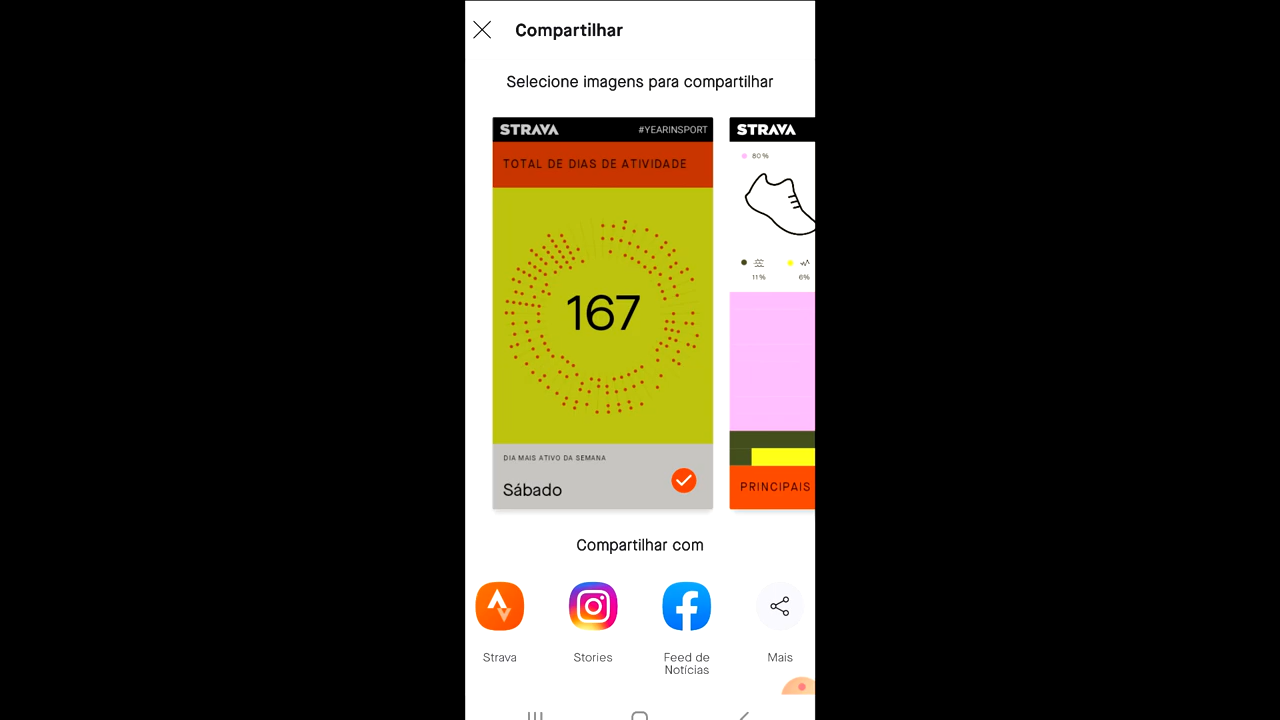 Compartilhar
Selecione imagens para compartilhar
STRAVA
#YEARINSPORT
TOTAL DE DIAS DE ATIVIDADE
167
DIA MAIS ATIVO DA SEMANA
Sábado
STRAVA
80%
11%
6%
PRINCIPAIS
Compartilhar com
Strava
Stories
Feed de
Notícias
Mais